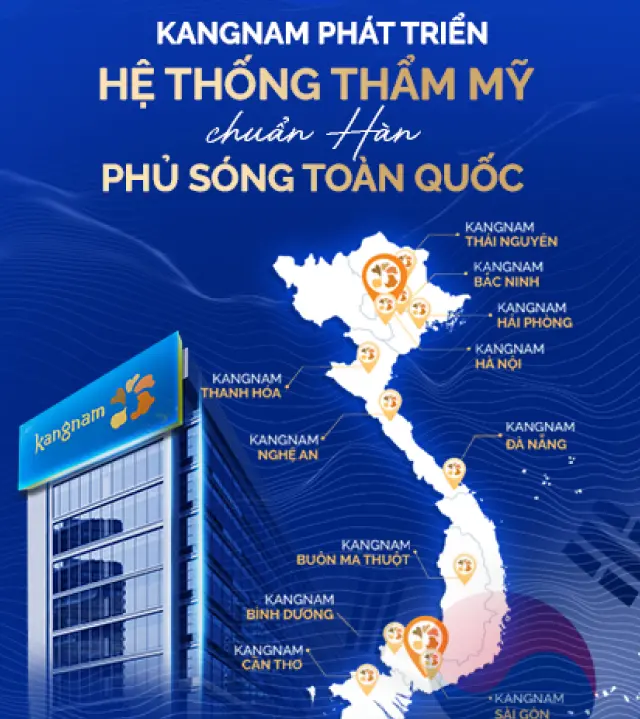 KANGNAM PHÁT TRIỂN
HỆ THỐNG THẨM MỸ
chuẩn Hàn
PHỦ SÓNG TOÀN QUỐC
KANGNAM
THÁI NGUYÊN
KANGNAM
BẮC NINH
KANGNAM
HẢI PHÒNG
KANGNAM
HÀ NỘI
KANGNAM
THANH HÓA
KANGNAM
NGHỆ AN
KANGNAM
ĐÀ NẴNG
kangnam
KANGNAM
BUÔN MA THUỘT
KANGNAM
BÌNH DƯƠNG
KANGNAM
CẦN THƠ
KANGNAM
SÀI GÒN